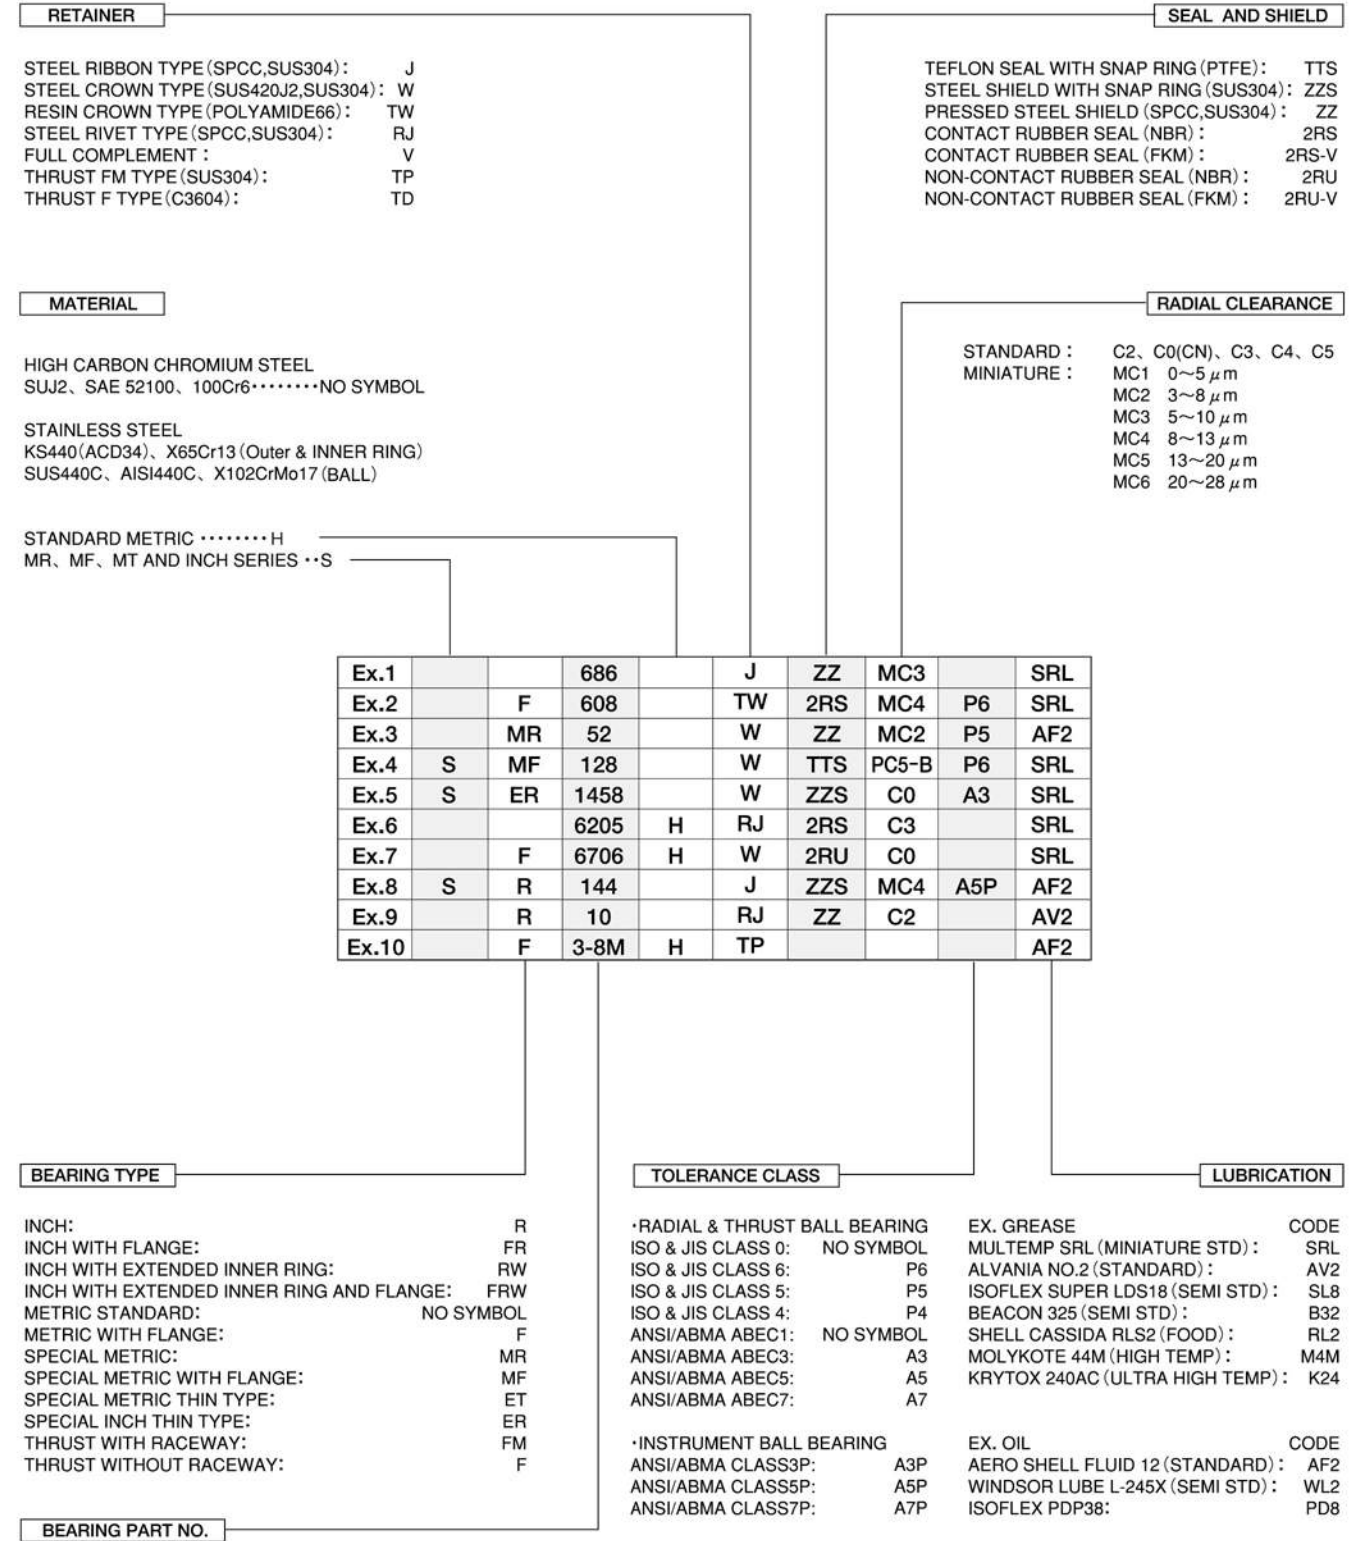 RETAINER
STEEL RIBBON TYPE(SPCC,SUS304): J
STEEL CROWN TYPE(SUS420J2,SUS304): W
RESIN CROWN TYPE(POLYAMIDE66): TW
STEEL RIVET TYPE(SPCC,SUS304): RJ
FULL COMPLEMENT: V
THRUST FM TYPE(SUS304): TP
THRUST F TYPE(C3604): TD
SEAL AND SHIELD
TEFLON SEAL WITH SNAP RING(PTFE): TTS
STEEL SHIELD WITH SNAP RING(SUS304): ZZS
PRESSED STEEL SHIELD(SPCC,SUS304): ZZ
CONTACT RUBBER SEAL(NBR): 2RS
CONTACT RUBBER SEAL(FKM): 2RS-V
NON-CONTACT RUBBER SEAL(NBR): 2RU
NON-CONTACT RUBBER SEAL(FKM): 2RU-V
MATERIAL
HIGH CARBON CHROMIUM STEEL
SUJ2、SAE 52100、100Cr6････････NO SYMBOL
STAINLESS STEEL
KS440(ACD34)、X65Cr13(Outer & INNER RING)
SUS440C、AISI440C、X102CrMo17(BALL)
STANDARD METRIC ････････H
MR、MF、MT AND INCH SERIES ･･S
RADIAL CLEARANCE
STANDARD: C2、C0(CN)、C3、C4、C5
MINIATURE: MC1 0〜5μm
MC2 3〜8μm
MC3 5〜10μm
MC4 8〜13μm
MC5 13〜20μm
MC6 20〜28μm
Ex.1 686 J ZZ MC3 SRL
Ex.2 F 608 TW 2RS MC4 P6 SRL
Ex.3 MR 52 W ZZ MC2 P5 AF2
Ex.4 S MF 128 W TTS PC5-B P6 SRL
Ex.5 S ER 1458 W ZZS C0 A3 SRL
Ex.6 6205 H RJ 2RS C3 SRL
Ex.7 F 6706 H W 2RU C0 SRL
Ex.8 S R 144 J ZZS MC4 A5P AF2
Ex.9 R 10 RJ ZZ C2 AV2
Ex.10 F 3-8M H TP AF2
BEARING TYPE
INCH: R
INCH WITH FLANGE: FR
INCH WITH EXTENDED INNER RING: RW
INCH WITH EXTENDED INNER RING AND FLANGE: FRW
METRIC STANDARD: NO SYMBOL
METRIC WITH FLANGE: F
SPECIAL METRIC: MR
SPECIAL METRIC WITH FLANGE: MF
SPECIAL METRIC THIN TYPE: ET
SPECIAL INCH THIN TYPE: ER
THRUST WITH RACEWAY: FM
THRUST WITHOUT RACEWAY: F
BEARING PART NO.
TOLERANCE CLASS
･RADIAL & THRUST BALL BEARING
ISO & JIS CLASS 0: NO SYMBOL
ISO & JIS CLASS 6: P6
ISO & JIS CLASS 5: P5
ISO & JIS CLASS 4: P4
ANSI/ABMA ABEC1: NO SYMBOL
ANSI/ABMA ABEC3: A3
ANSI/ABMA ABEC5: A5
ANSI/ABMA ABEC7: A7
･INSTRUMENT BALL BEARING
ANSI/ABMA CLASS3P: A3P
ANSI/ABMA CLASS5P: A5P
ANSI/ABMA CLASS7P: A7P
LUBRICATION
EX. GREASE CODE
MULTEMP SRL(MINIATURE STD): SRL
ALVANIA NO.2(STANDARD): AV2
ISOFLEX SUPER LDS18(SEMI STD): SL8
BEACON 325(SEMI STD): B32
SHELL CASSIDA RLS2(FOOD): RL2
MOLYKOTE 44M(HIGH TEMP): M4M
KRYTOX 240AC(ULTRA HIGH TEMP): K24
EX. OIL CODE
AERO SHELL FLUID 12(STANDARD): AF2
WINDSOR LUBE L-245X(SEMI STD): WL2
ISOFLEX PDP38: PD8